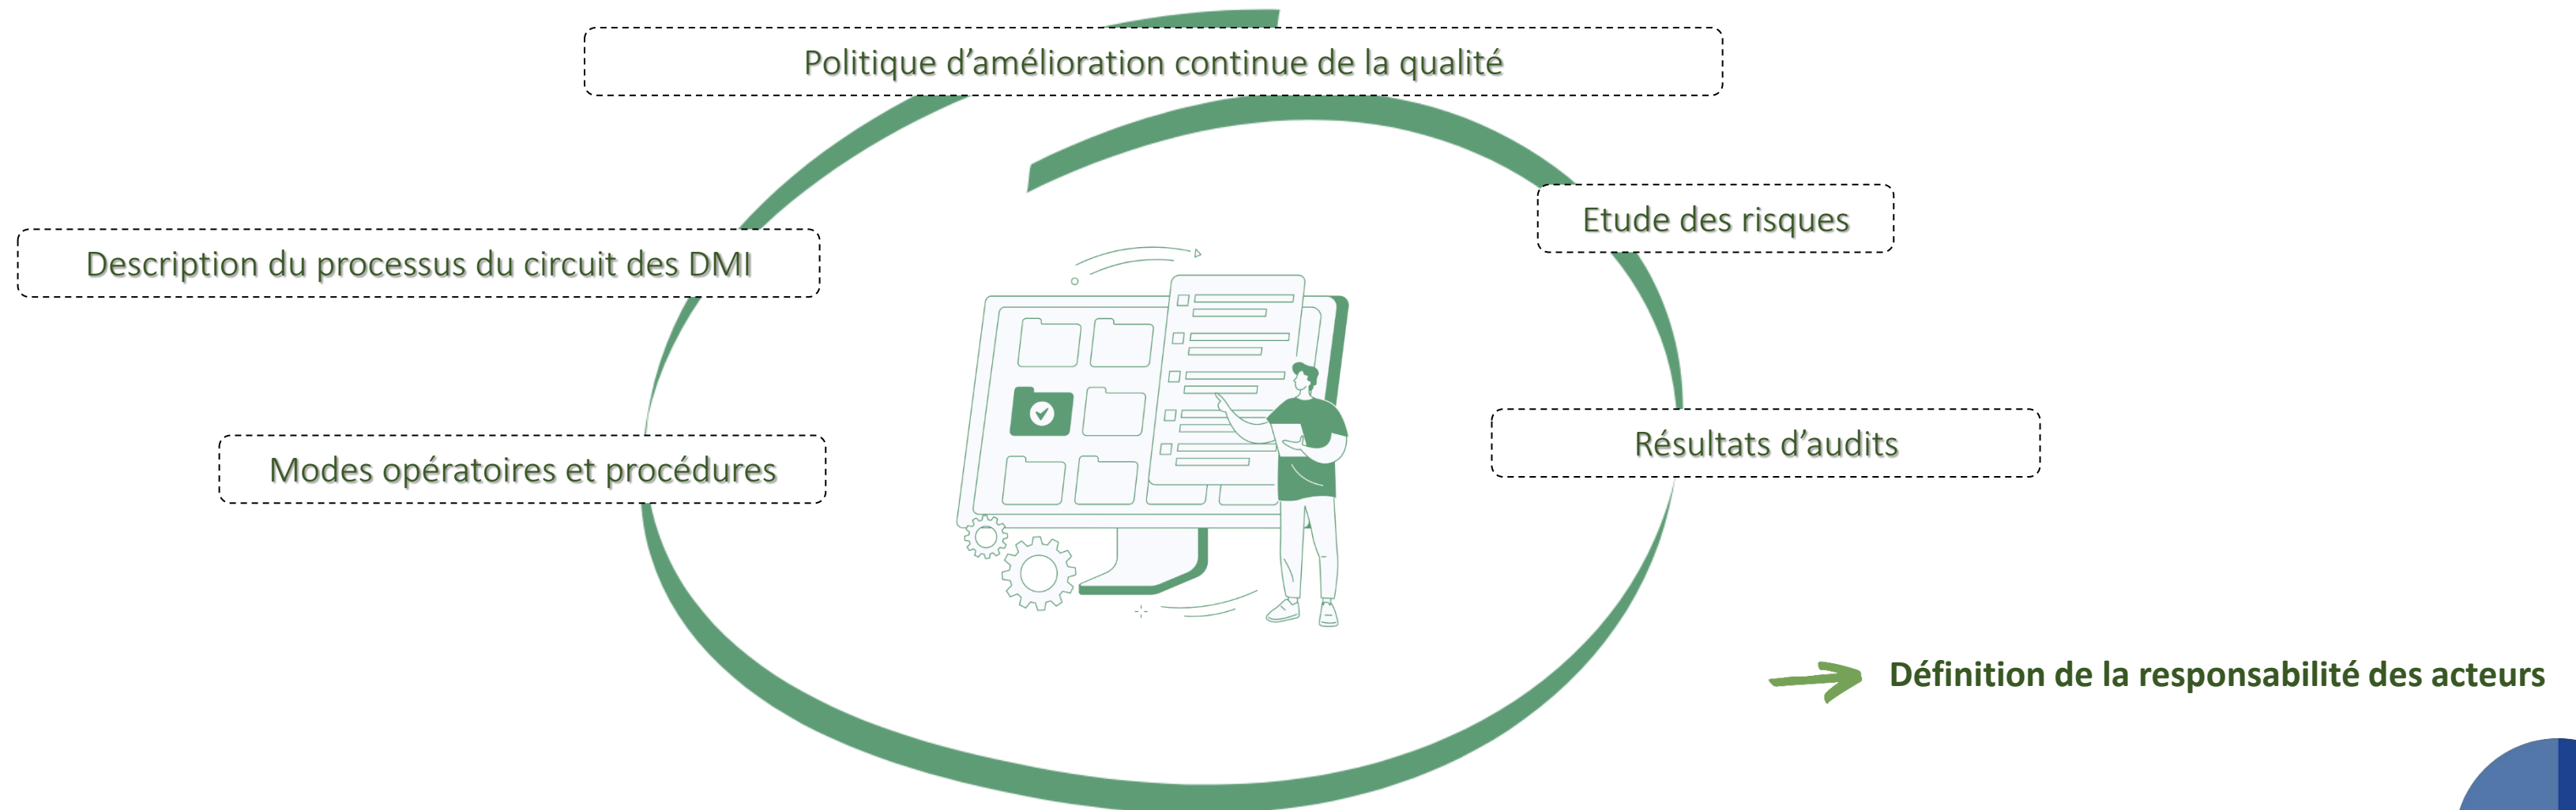 Politique d’amélioration continue de la qualité
Etude des risques
Description du processus du circuit des DMI
Résultats d’audits
Modes opératoires et procédures
Définition de la responsabilité des acteurs